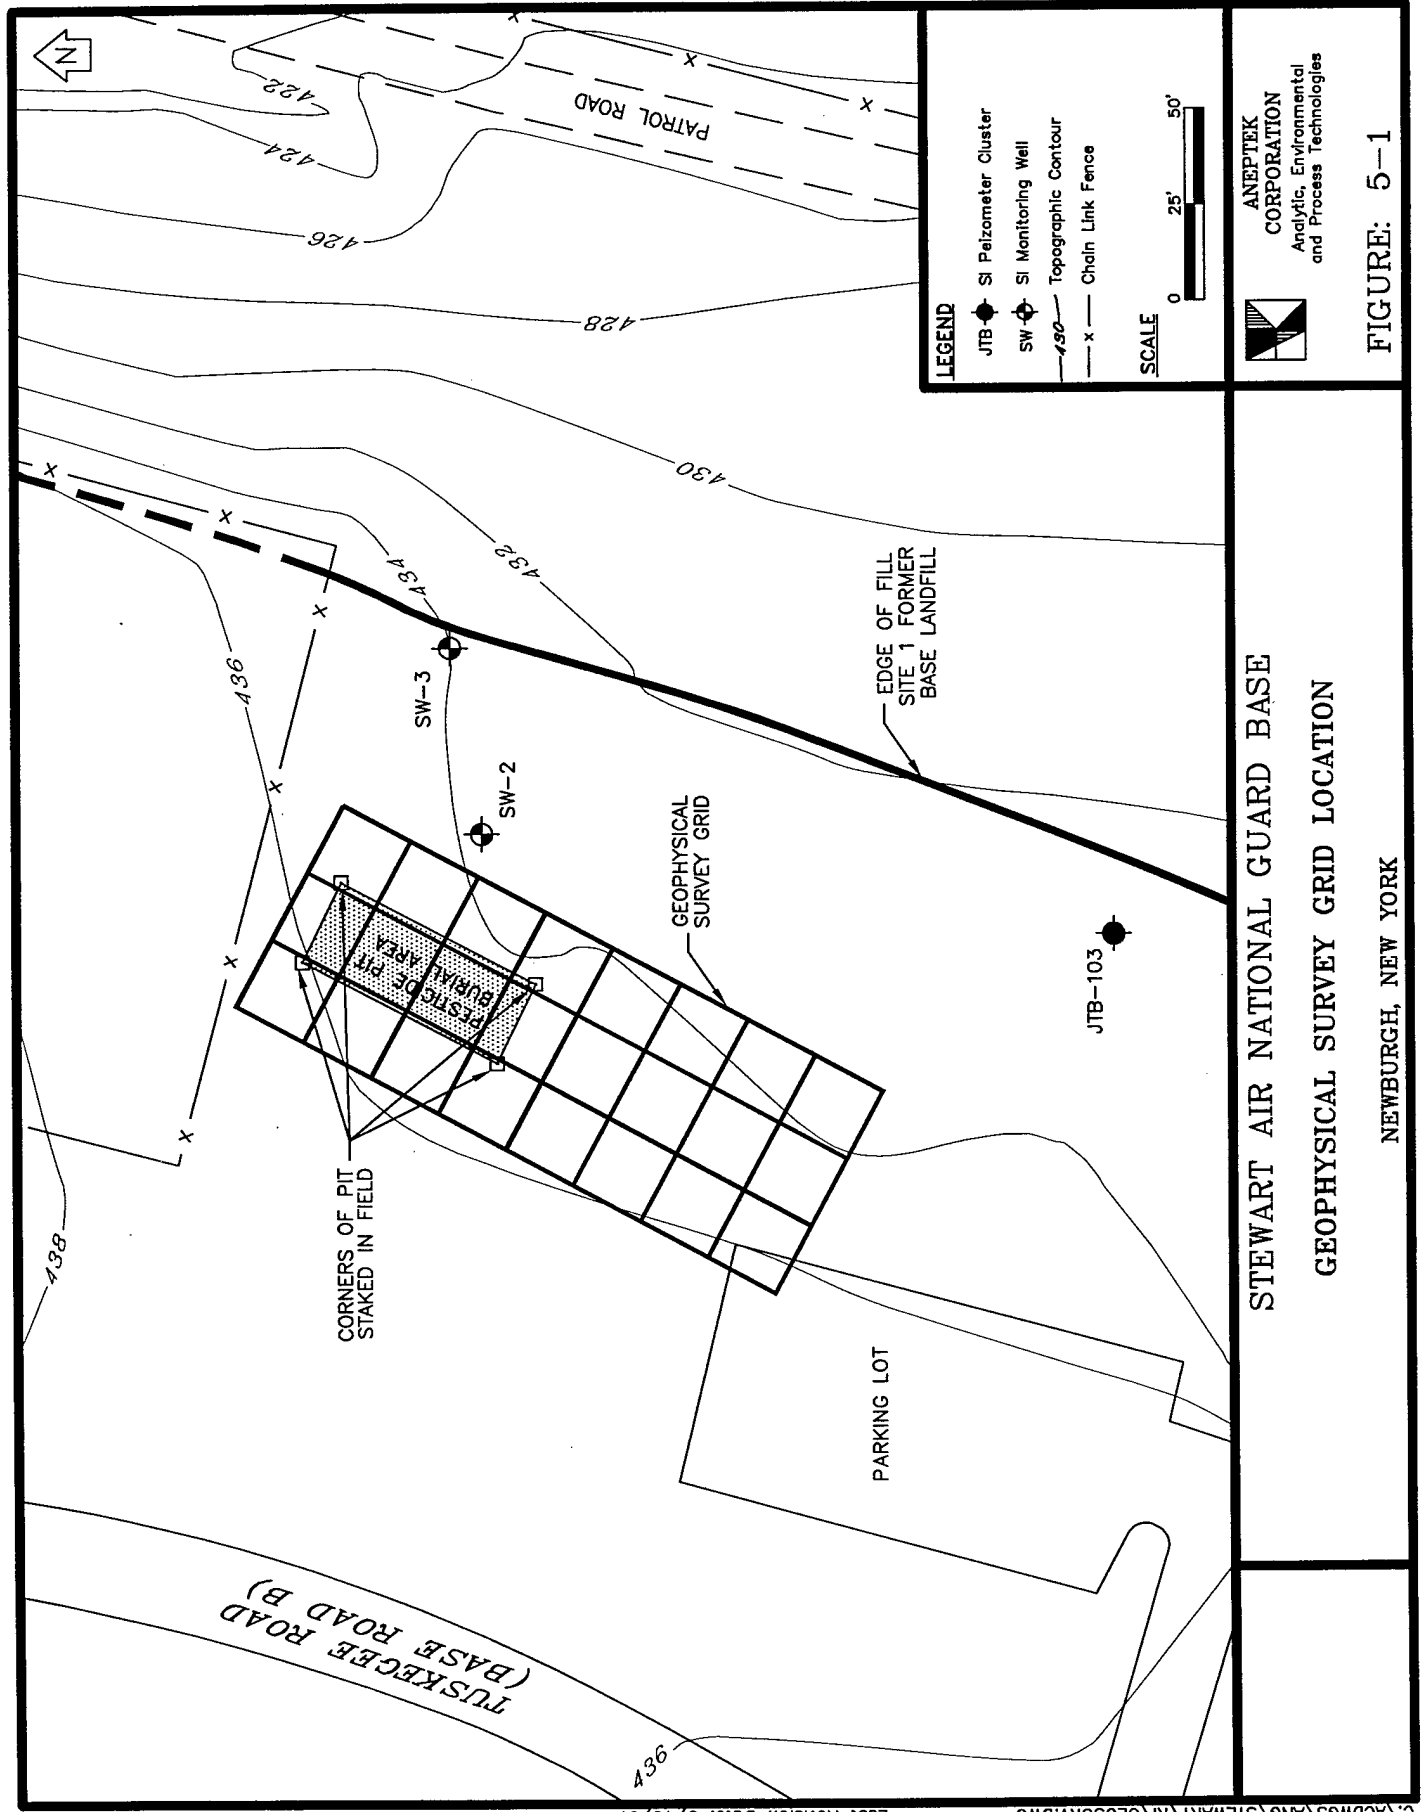 N
438
436
434
432
430
428
426
424
422
436
PATROL ROAD
SW-3
SW-2
CORNERS OF PIT
STAKED IN FIELD
PESTICIDE PIT
BURIAL AREA
GEOPHYSICAL
SURVEY GRID
EDGE OF FILL
SITE 1 FORMER
BASE LANDFILL
JTB-103
PARKING LOT
TUSKEGEE ROAD
(BASE ROAD B)
x
x
x
x
x
x
x
x
x
LEGEND
JTB SI Peizometer Cluster
SW SI Monitoring Well
490 Topographic Contour
x Chain Link Fence
SCALE
0 25' 50'
STEWART AIR NATIONAL GUARD BASE
GEOPHYSICAL SURVEY GRID LOCATION
NEWBURGH, NEW YORK
ANEPTEK
CORPORATION
Analytic, Environmental
and Process Technologies
FIGURE: 5-1